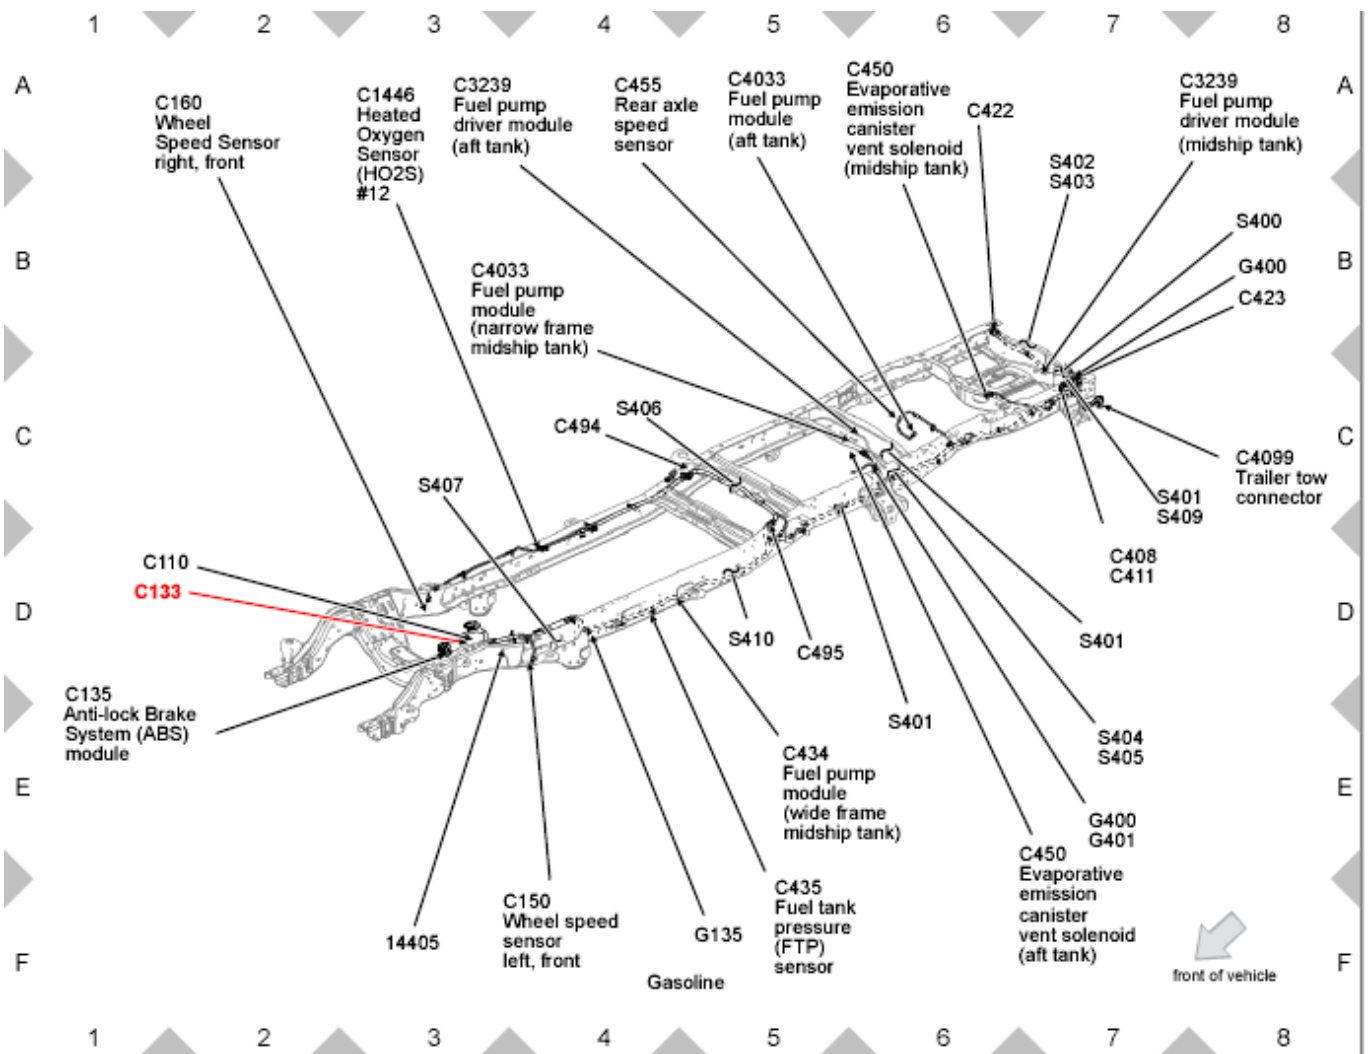 1 2 3 4 5 6 7 8
A
A
C160
Wheel
Speed Sensor
right, front
C1446
Heated
Oxygen
Sensor
(HO2S)
#12
C3239
Fuel pump
driver module
(aft tank)
C455
Rear axle
speed
sensor
C4033
Fuel pump
module
(aft tank)
C450
Evaporative
emission
canister
vent solenoid
(midship tank)
C422
C3239
Fuel pump
driver module
(midship tank)
S402
S403
S400
B
B
C4033
Fuel pump
module
(narrow frame
midship tank)
G400
C423
S406
C494
C
C
S407
C4099
Trailer tow
connector
S401
S409
C408
C411
C110
C133
D
D
S410
C495
S401
C135
Anti-lock Brake
System (ABS)
module
S401
S404
S405
C434
Fuel pump
module
(wide frame
midship tank)
E
E
G400
G401
C450
Evaporative
emission
canister
vent solenoid
(aft tank)
C435
Fuel tank
pressure
(FTP)
sensor
C150
Wheel speed
sensor
left, front
14405
G135
F
F
Gasoline
front of vehicle
1 2 3 4 5 6 7 8